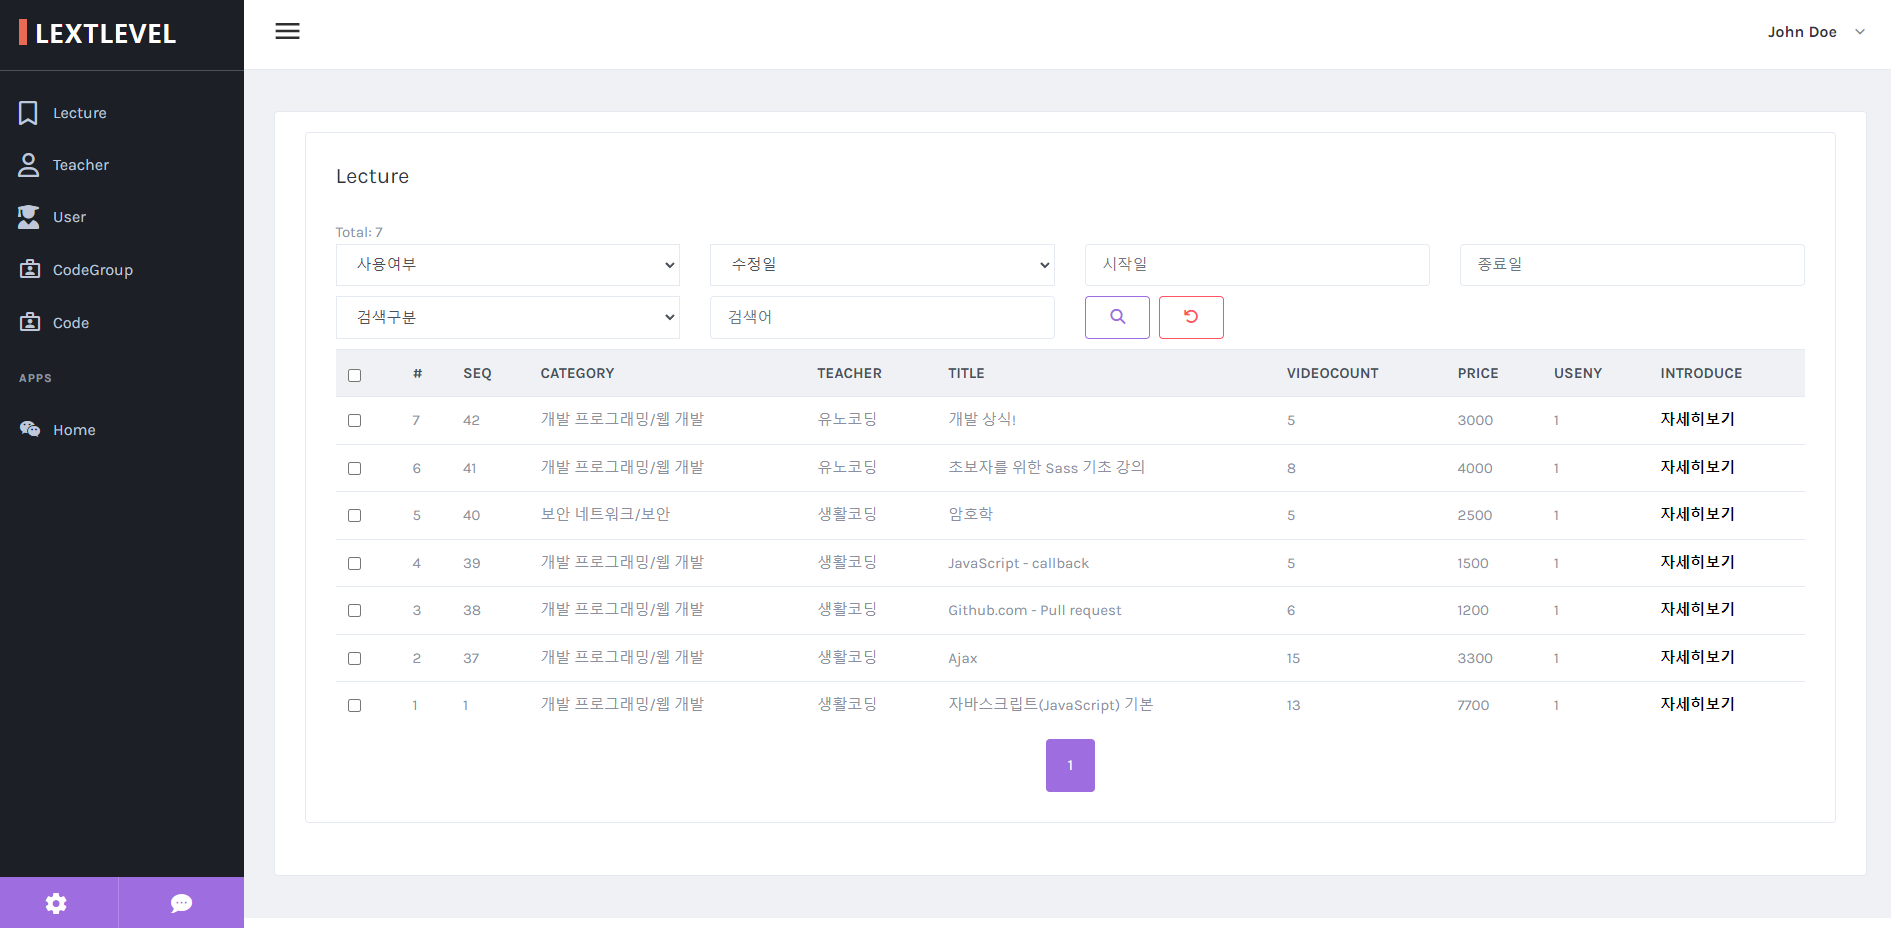 LEXTLEVEL
John Doe
Lecture
Teacher
User
CodeGroup
Code
APPS
Home
Lecture
Total: 7
사용여부 수정일 시작일 종료일
검색구분 검색어
# SEQ CATEGORY TEACHER TITLE VIDEOCOUNT PRICE USENY INTRODUCE
7 42 개발 프로그래밍/웹 개발 유노코딩 개발 상식! 5 3000 1 자세히보기
6 41 개발 프로그래밍/웹 개발 유노코딩 초보자를 위한 Sass 기초 강의 8 4000 1 자세히보기
5 40 보안 네트워크/보안 생활코딩 암호학 5 2500 1 자세히보기
4 39 개발 프로그래밍/웹 개발 생활코딩 JavaScript - callback 5 1500 1 자세히보기
3 38 개발 프로그래밍/웹 개발 생활코딩 Github.com - Pull request 6 1200 1 자세히보기
2 37 개발 프로그래밍/웹 개발 생활코딩 Ajax 15 3300 1 자세히보기
1 1 개발 프로그래밍/웹 개발 생활코딩 자바스크립트(JavaScript) 기본 13 7700 1 자세히보기
1